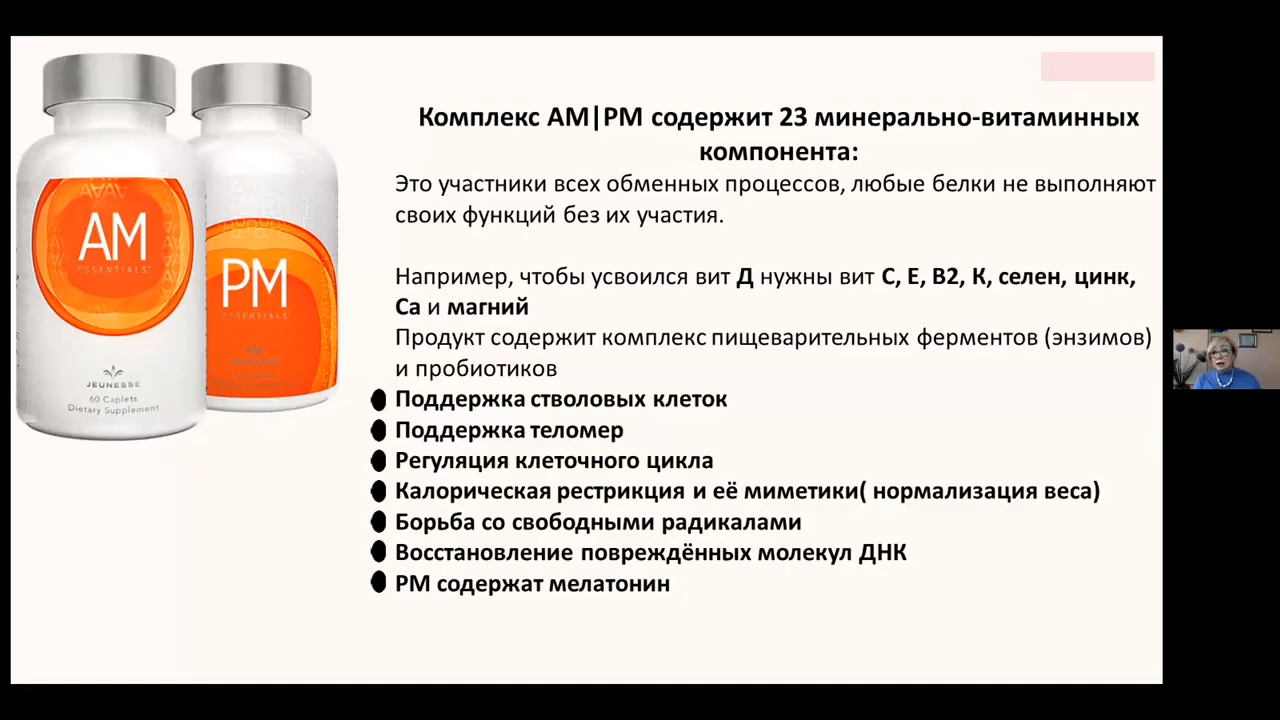 Комплекс АМ|РМ содержит 23 минерально-витаминных
компонента:
Это участники всех обменных процессов, любые белки не выполняют
своих функций без их участия.
Например, чтобы усвоился вит Д нужны вит С, Е, В2, К, селен, цинк,
Са и магний
Продукт содержит комплекс пищеварительных ферментов (энзимов)
и пробиотиков
Поддержка стволовых клеток
Поддержка теломер
Регуляция клеточного цикла
Калорическая рестрикция и её миметики( нормализация веса)
Борьба со свободными радикалами
Восстановление повреждённых молекул ДНК
РМ содержат мелатонин
AM
ESSENTIALS
JEUNESSE
60 Caplets
Dietary Supplement
PM
ESSENTIALS